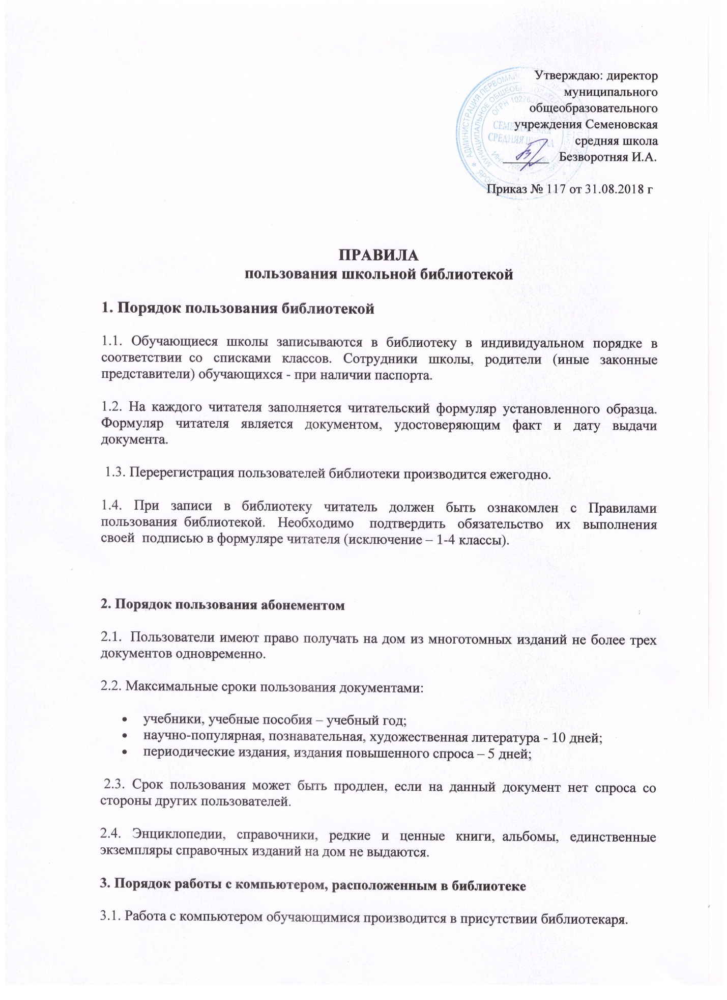 Утверждаю: директор
муниципального
общеобразовательного
учреждения Семеновская
средняя школа
Безворотняя И.А.
Приказ № 117 от 31.08.2018 г
АДМИНИСТРАЦИЯ
МУНИЦИПАЛЬНОЕ
ОГРН
СРЕДНЯЯ
ПРАВИЛА
пользования школьной библиотекой
1. Порядок пользования библиотекой
1.1. Обучающиеся школы записываются в библиотеку в индивидуальном порядке в
соответствии со списками классов. Сотрудники школы, родители (иные законные
представители) обучающихся - при наличии паспорта.
1.2. На каждого читателя заполняется читательский формуляр установленного образца.
Формуляр читателя является документом, удостоверяющим факт и дату выдачи
документа.
1.3. Перерегистрация пользователей библиотеки производится ежегодно.
1.4. При записи в библиотеку читатель должен быть ознакомлен с Правилами
пользования библиотекой. Необходимо подтвердить обязательство их выполнения
своей подписью в формуляре читателя (исключение – 1-4 классы).
2. Порядок пользования абонементом
2.1. Пользователи имеют право получать на дом из многотомных изданий не более трех
документов одновременно.
2.2. Максимальные сроки пользования документами:
• учебники, учебные пособия – учебный год;
• научно-популярная, познавательная, художественная литература - 10 дней;
• периодические издания, издания повышенного спроса – 5 дней;
2.3. Срок пользования может быть продлен, если на данный документ нет спроса со
стороны других пользователей.
2.4. Энциклопедии, справочники, редкие и ценные книги, альбомы, единственные
экземпляры справочных изданий на дом не выдаются.
3. Порядок работы с компьютером, расположенным в библиотеке
3.1. Работа с компьютером обучающимися производится в присутствии библиотекаря.